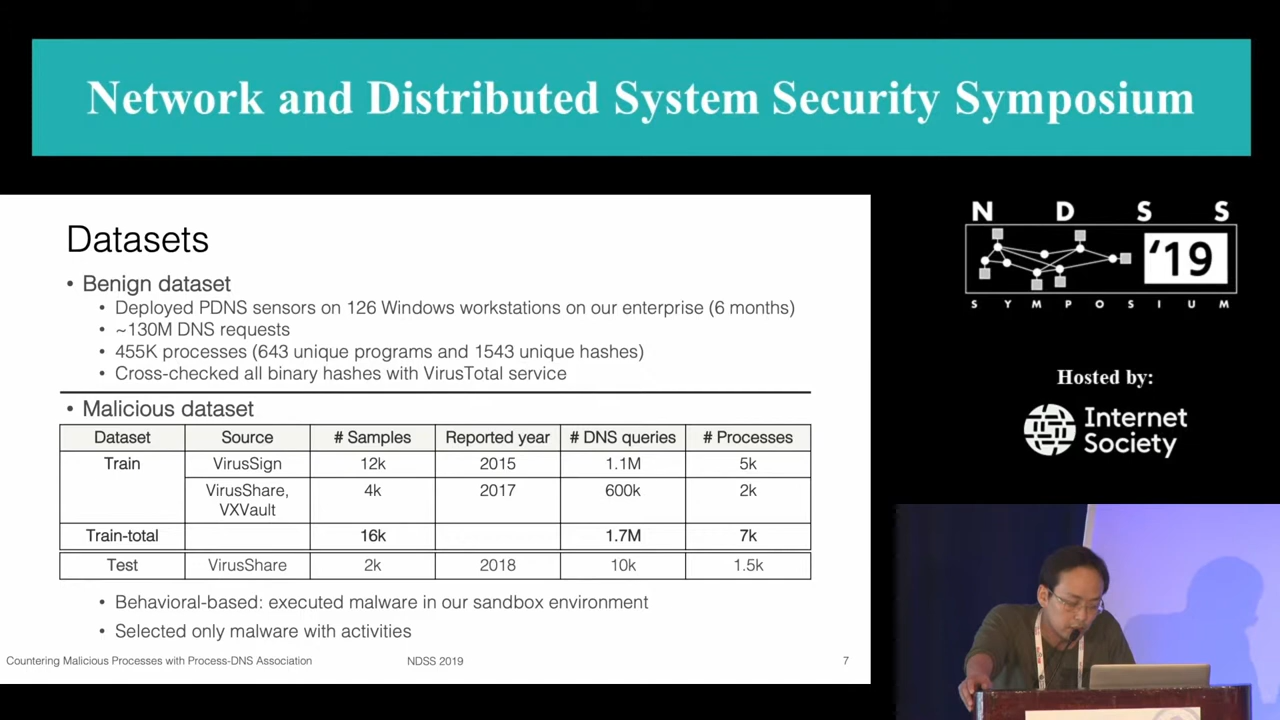 Network and Distributed System Security Symposium
Datasets
• Benign dataset
• Deployed PDNS sensors on 126 Windows workstations on our enterprise (6 months)
• ~130M DNS requests
• 455K processes (643 unique programs and 1543 unique hashes)
• Cross-checked all binary hashes with VirusTotal service
• Malicious dataset
Dataset Source # Samples Reported year # DNS queries # Processes
Train VirusSign 12k 2015 1.1M 5k
VirusShare, VXVault 4k 2017 600k 2k
Train-total 16k 1.7M 7k
Test VirusShare 2k 2018 10k 1.5k
• Behavioral-based: executed malware in our sandbox environment
• Selected only malware with activities
Countering Malicious Processes with Process-DNS Association NDSS 2019 7
N D S S
'19
S Y M P O S I U M
Hosted by:
Internet
Society